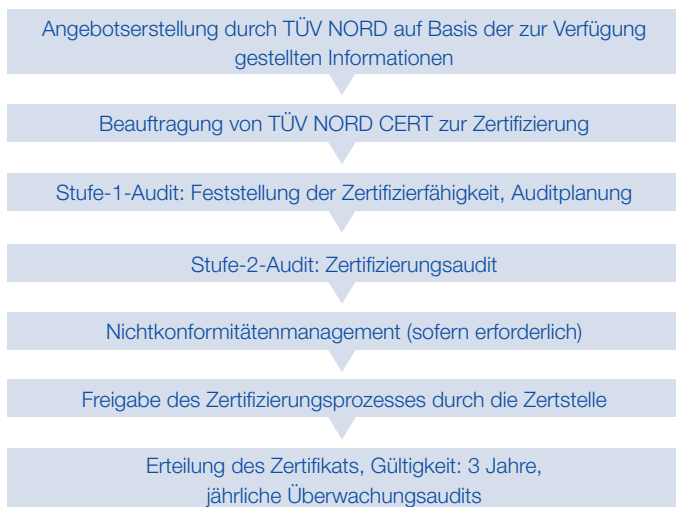 Angebotserstellung durch TÜV NORD auf Basis der zur Verfügung
gestellten Informationen
Beauftragung von TÜV NORD CERT zur Zertifizierung
Stufe-1-Audit: Feststellung der Zertifizierfähigkeit, Auditplanung
Stufe-2-Audit: Zertifizierungsaudit
Nichtkonformitätenmanagement (sofern erforderlich)
Freigabe des Zertifizierungsprozesses durch die Zertstelle
Erteilung des Zertifikats, Gültigkeit: 3 Jahre,
jährliche Überwachungsaudits